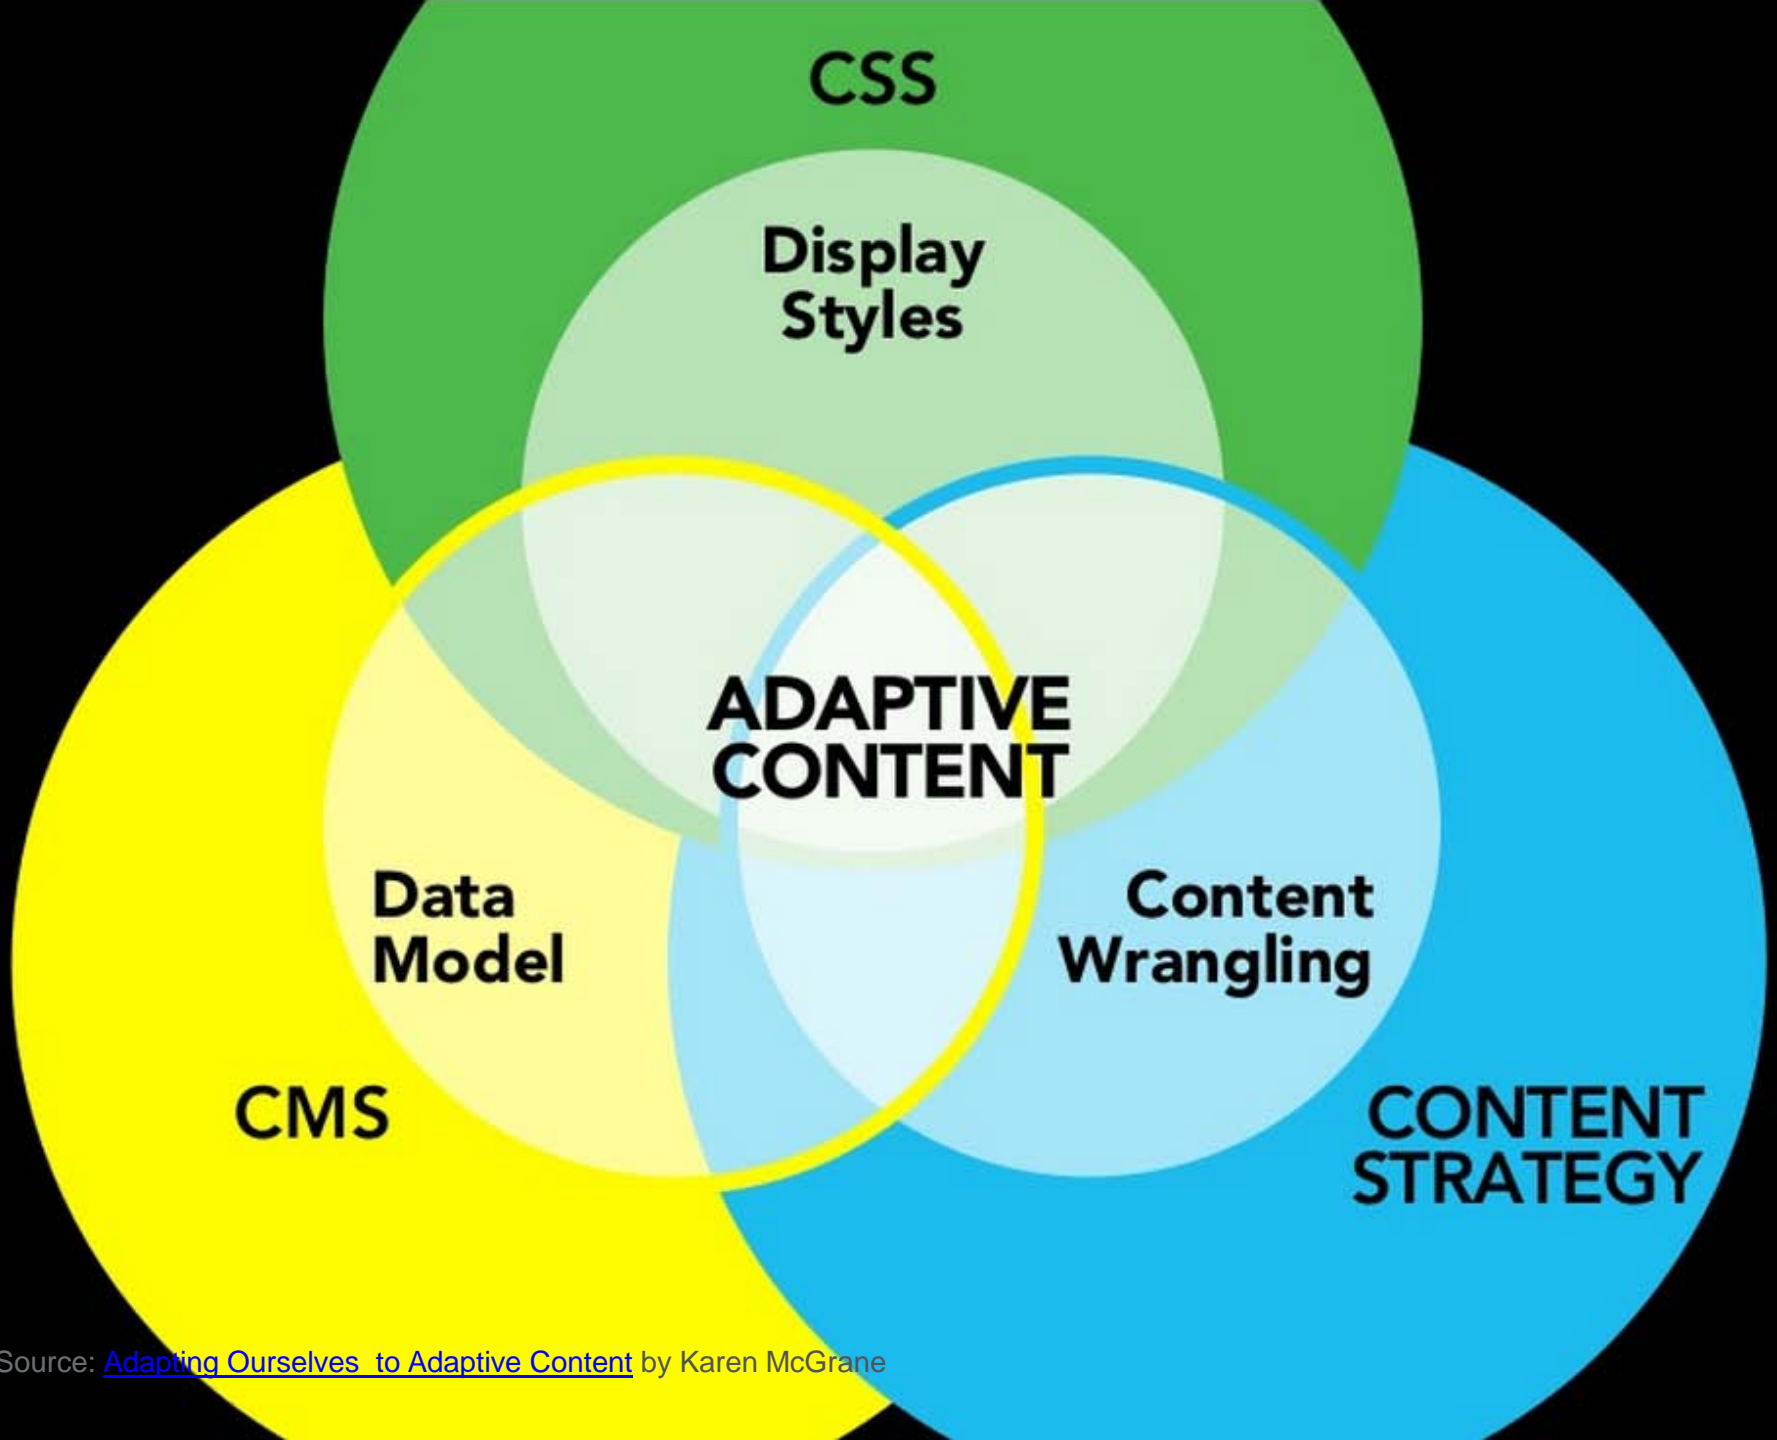 CSS
Display
Styles
ADAPTIVE
CONTENT
Data
Model
Content
Wrangling
CMS
CONTENT
STRATEGY
Source: Adapting Ourselves  to Adaptive Content by Karen McGrane